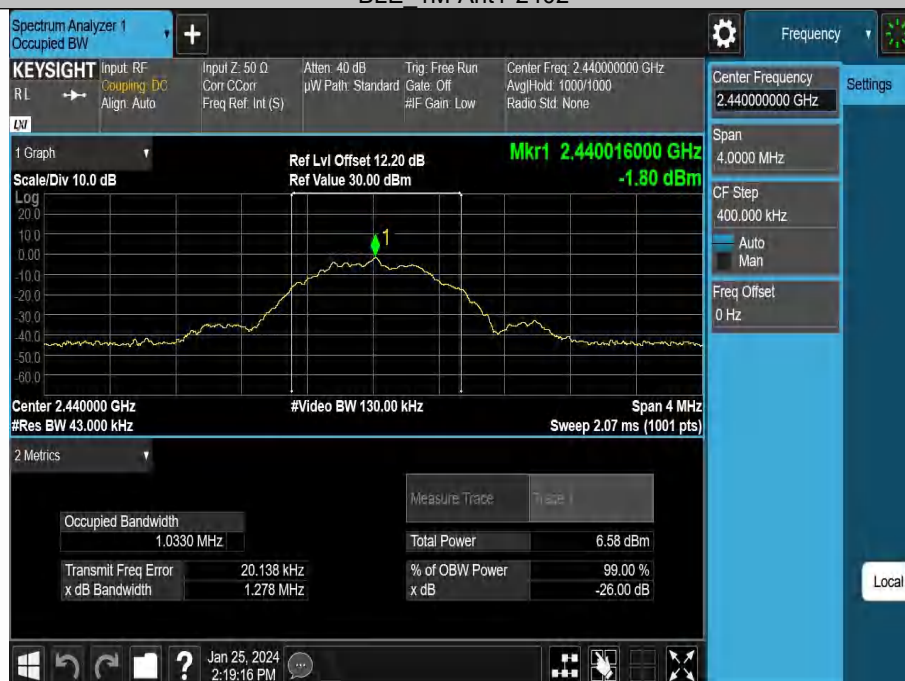 Spectrum Analyzer 1
Occupied BW
Frequency
KEYSIGHT
R L
LXI
Input: RF
Coupling: DC
Align: Auto
Input Z: 50 Ω
Corr CCorr
Freq Ref: Int (S)
Atten: 40 dB
µW Path: Standard
Trig: Free Run
Gate: Off
#IF Gain: Low
Center Freq: 2.440000000 GHz
Avg|Hold: 1000/1000
Radio Std: None
Center Frequency
2.440000000 GHz
Settings
Span
4.0000 MHz
CF Step
400.000 kHz
Auto
Man
Freq Offset
0 Hz
1 Graph
Scale/Div 10.0 dB
Ref Lvl Offset 12.20 dB
Ref Value 30.00 dBm
Mkr1 2.440016000 GHz
-1.80 dBm
Log
20.0
10.0
0.00
-10.0
-20.0
-30.0
-40.0
-50.0
-60.0
1
Center 2.440000 GHz
#Video BW 130.00 kHz
Span 4 MHz
#Res BW 43.000 kHz
Sweep 2.07 ms (1001 pts)
2 Metrics
Measure Trace
Trace 1
Occupied Bandwidth
1.0330 MHz
Total Power 6.58 dBm
Transmit Freq Error 20.138 kHz
% of OBW Power 99.00 %
x dB Bandwidth 1.278 MHz
x dB -26.00 dB
Local
Jan 25, 2024
2:19:16 PM